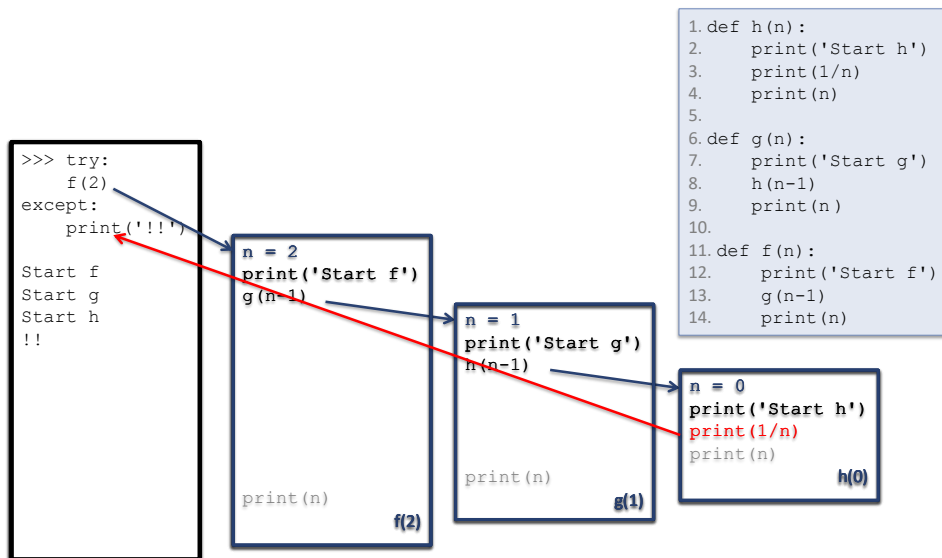 1. def h(n):
2.     print('Start h')
3.     print(1/n)
4.     print(n)
5.
6. def g(n):
7.     print('Start g')
8.     h(n-1)
9.     print(n)
10.
11. def f(n):
12.     print('Start f')
13.     g(n-1)
14.     print(n)
>>> try:
    f(2)
except:
    print('!!')
Start f
Start g
Start h
!!
n = 2
print('Start f')
g(n-1)
print(n)
f(2)
n = 1
print('Start g')
h(n-1)
print(n)
g(1)
n = 0
print('Start h')
print(1/n)
print(n)
h(0)